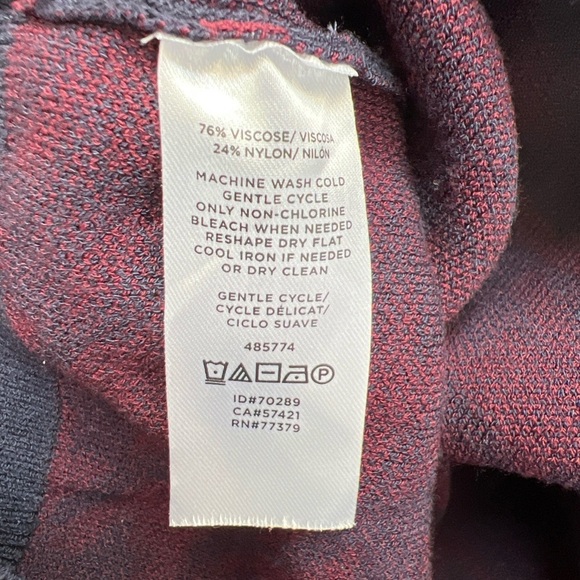 76% VISCOSE/ VISCOSA
24% NYLON/ NILÓN
MACHINE WASH COLD
GENTLE CYCLE
ONLY NON-CHLORINE
BLEACH WHEN NEEDED
RESHAPE DRY FLAT
COOL IRON IF NEEDED
OR DRY CLEAN
GENTLE CYCLE/
CYCLE DÉLICAT/
CICLO SUAVE
485774
P
ID#70289
CA#57421
RN#77379